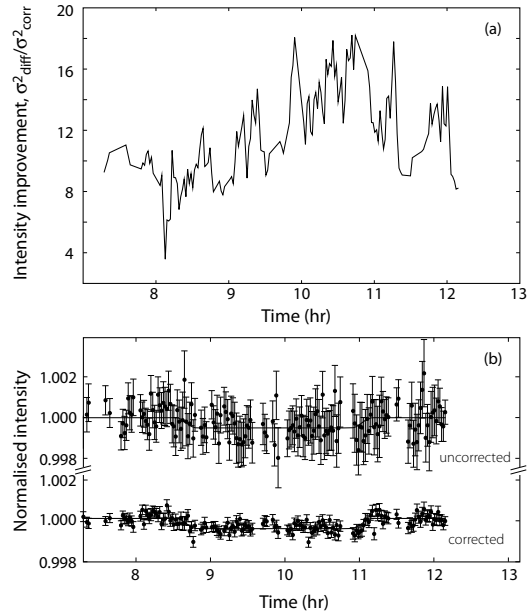 20
16
12
8
4
Intensity improvement, σ²diff/σ²corr
(a)
8
9
10
11
12
13
Time (hr)
(b)
1.002
1.000
0.998
1.002
1.000
0.998
Normalised intensity
uncorrected
corrected
8
9
10
11
12
13
Time (hr)